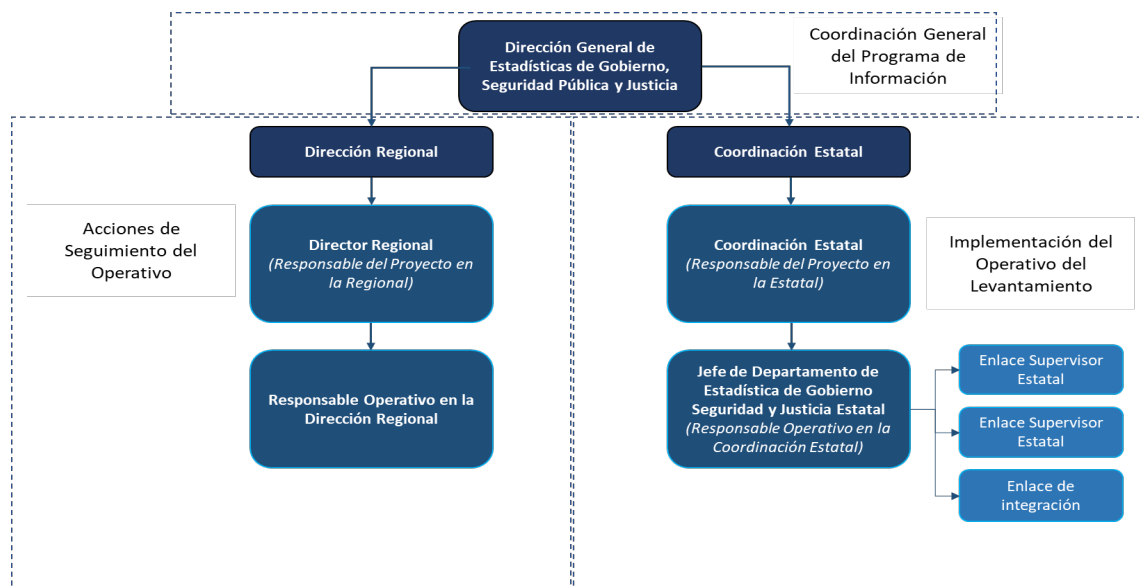 Dirección General de
Estadísticas de Gobierno,
Seguridad Pública y Justicia
Coordinación General
del Programa de
Información
Dirección Regional
Coordinación Estatal
Acciones de
Seguimiento del
Operativo
Director Regional
(Responsable del Proyecto en
la Regional)
Coordinación Estatal
(Responsable del Proyecto en
la Estatal)
Implementación del
Operativo del
Levantamiento
Responsable Operativo en la
Dirección Regional
Jefe de Departamento de
Estadística de Gobierno
Seguridad y Justicia Estatal
(Responsable Operativo en la
Coordinación Estatal)
Enlace Supervisor
Estatal
Enlace Supervisor
Estatal
Enlace de
integración